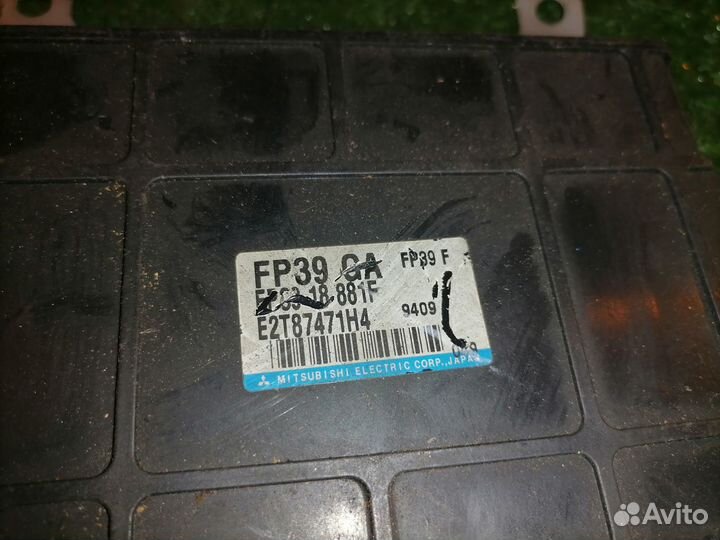 FP39 GA FP39 F
18 881F
E2T87471H4 9409
MITSUBISHI ELECTRIC CORP., JAPAN
Avito